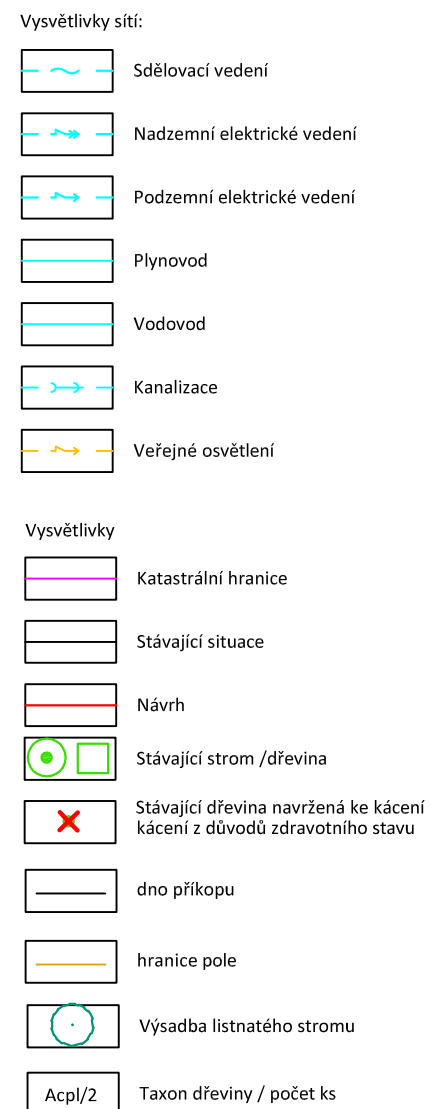 Vysvětlivky sítí:
Sdělovací vedení
Nadzemní elektrické vedení
Podzemní elektrické vedení
Plynovod
Vodovod
Kanalizace
Veřejné osvětlení
Vysvětlivky
Katastrální hranice
Stávající situace
Návrh
Stávající strom /dřevina
Stávající dřevina navržená ke kácení
kácení z důvodů zdravotního stavu
dno příkopu
hranice pole
Výsadba listnatého stromu
Acpl/2 Taxon dřeviny / počet ks